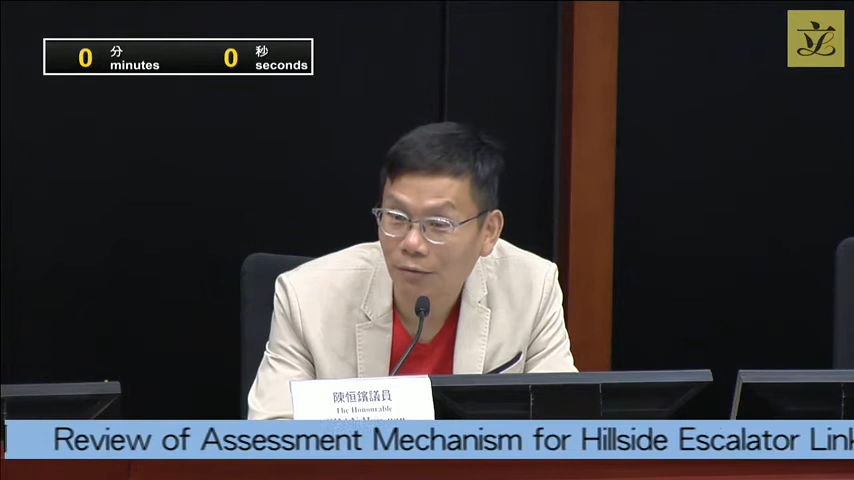 0 分 minutes 0 秒 seconds
立
陳恒鑌議員
The Honourable
Review of Assessment Mechanism for Hillside Escalator Link